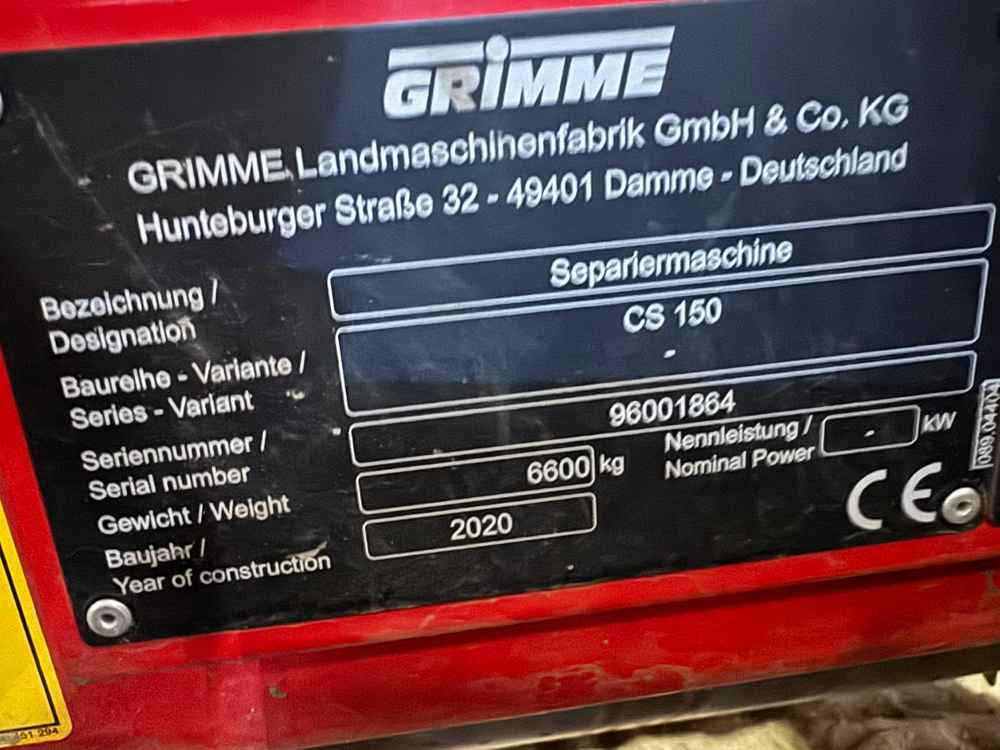 GRIMME
GRIMME Landmaschinenfabrik GmbH & Co. KG
Hunteburger Straße 32 - 49401 Damme - Deutschland
Bezeichnung /
Designation
Separiermaschine
Baureihe - Variante /
Series - Variant
CS 150
-
Seriennummer /
Serial number
96001864
Gewicht / Weight
6600 kg
Nennleistung /
Nominal Power
- kW
Baujahr /
Year of construction
2020
CE
089.04404